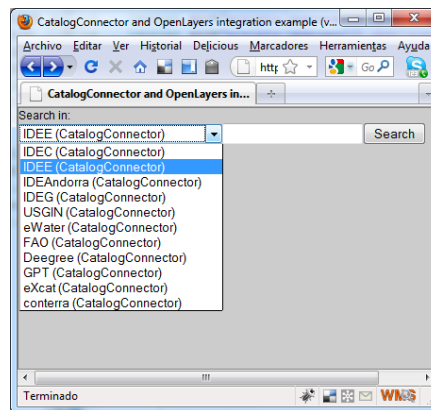 CatalogConnector and OpenLayers integration example (v...
Archivo Editar Ver Historial Delicious Marcadores Herramientas Ayuda
http Go
CatalogConnector and OpenLayers in...
Search in:
IDEE (CatalogConnector) Search
IDEC (CatalogConnector)
IDEE (CatalogConnector)
IDEAndorra (CatalogConnector)
IDEG (CatalogConnector)
USGIN (CatalogConnector)
eWater (CatalogConnector)
FAO (CatalogConnector)
Deegree (CatalogConnector)
GPT (CatalogConnector)
eXcat (CatalogConnector)
conterra (CatalogConnector)
Terminado WMS